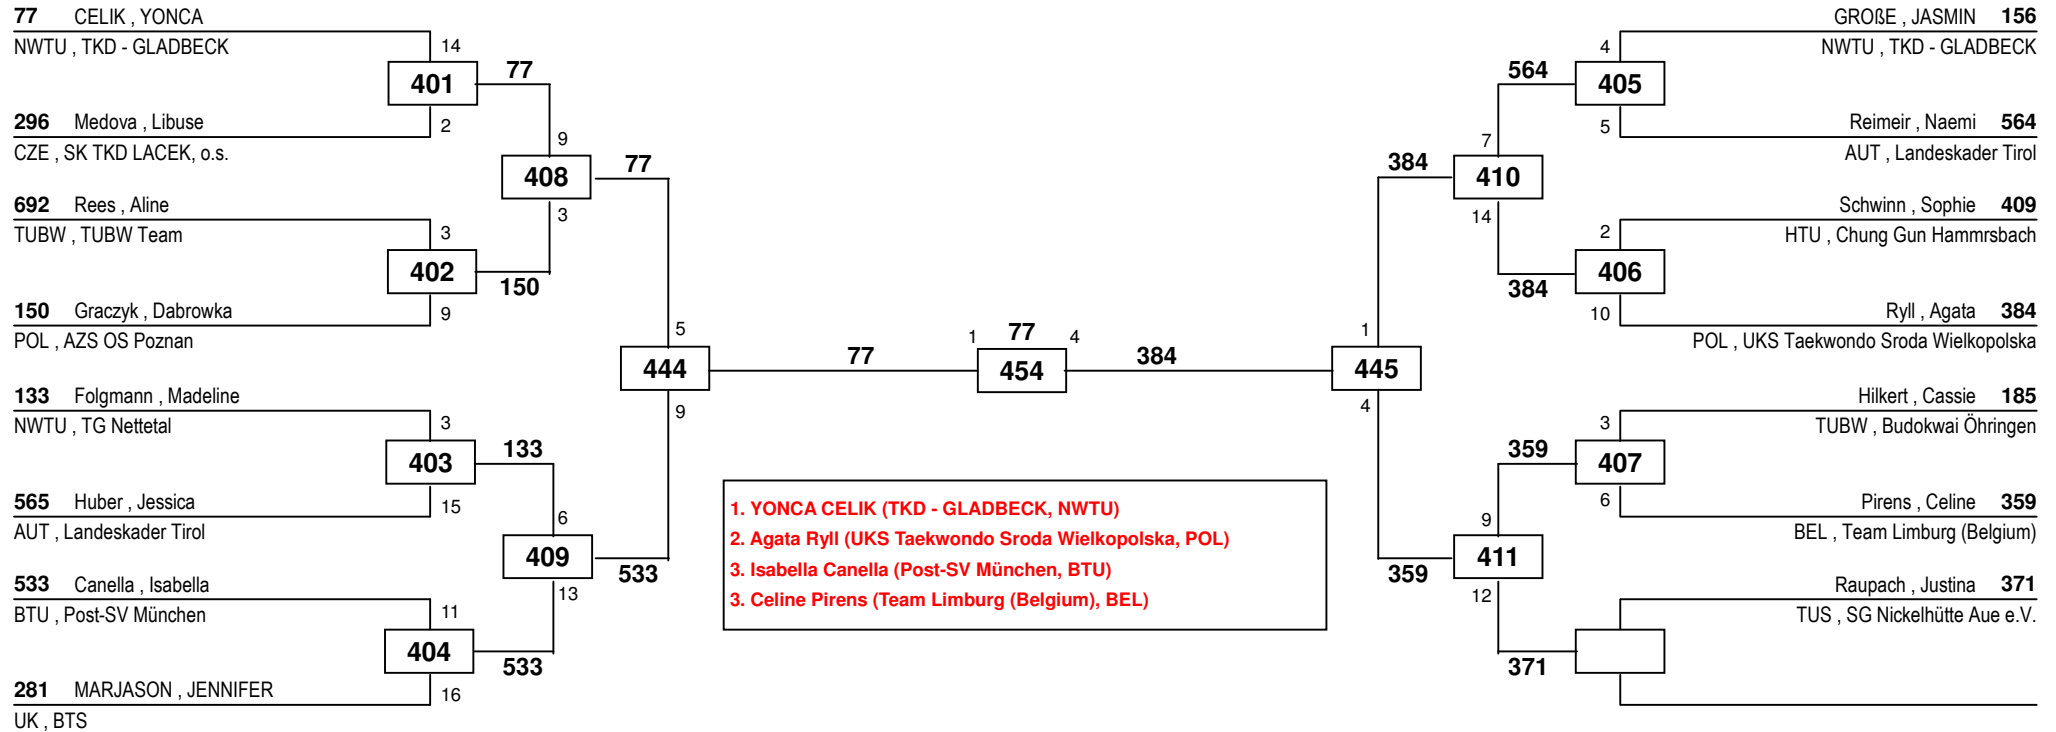 77 CELIK , YONCA
NWTU , TKD - GLADBECK
14
401
77
296 Medova , Libuse
2
CZE , SK TKD LACEK, o.s.
9
408
77
692 Rees , Aline
3
TUBW , TUBW Team
3
402
150
150 Graczyk , Dabrowka
9
POL , AZS OS Poznan
5
444
77
9
133 Folgmann , Madeline
NWTU , TG Nettetal
3
403
133
565 Huber , Jessica
15
AUT , Landeskader Tirol
6
409
533
13
533 Canella , Isabella
BTU , Post-SV München
11
404
533
281 MARJASON , JENNIFER
16
UK , BTS
1 77 4
454
1. YONCA CELIK (TKD - GLADBECK, NWTU)
2. Agata Ryll (UKS Taekwondo Sroda Wielkopolska, POL)
3. Isabella Canella (Post-SV München, BTU)
3. Celine Pirens (Team Limburg (Belgium), BEL)
GROßE , JASMIN 156
NWTU , TKD - GLADBECK
4
564
405
5
Reimeir , Naemi 564
AUT , Landeskader Tirol
7
384
410
14
Schwinn , Sophie 409
HTU , Chung Gun Hammrsbach
2
406
384
10
Ryll , Agata 384
POL , UKS Taekwondo Sroda Wielkopolska
1
384
445
4
Hilkert , Cassie 185
TUBW , Budokwai Öhringen
3
359
407
6
Pirens , Celine 359
BEL , Team Limburg (Belgium)
9
411
359
12
Raupach , Justina 371
TUS , SG Nickelhütte Aue e.V.
371